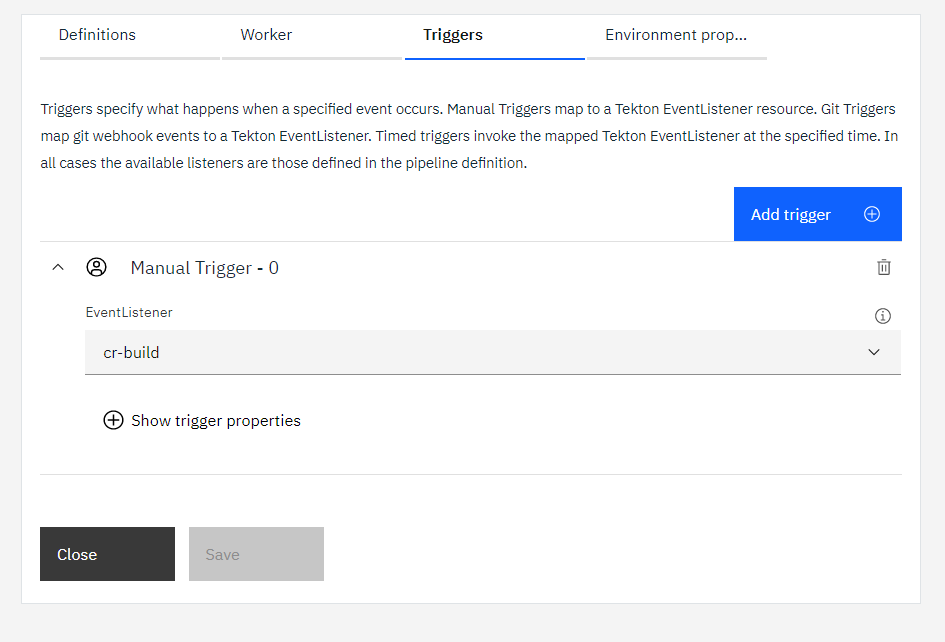 Definitions Worker Triggers Environment prop...
Triggers specify what happens when a specified event occurs. Manual Triggers map to a Tekton EventListener resource. Git Triggers
map git webhook events to a Tekton EventListener. Timed triggers invoke the mapped Tekton EventListener at the specified time. In
all cases the available listeners are those defined in the pipeline definition.
Add trigger
Manual Trigger - 0
EventListener
cr-build
Show trigger properties
Close Save